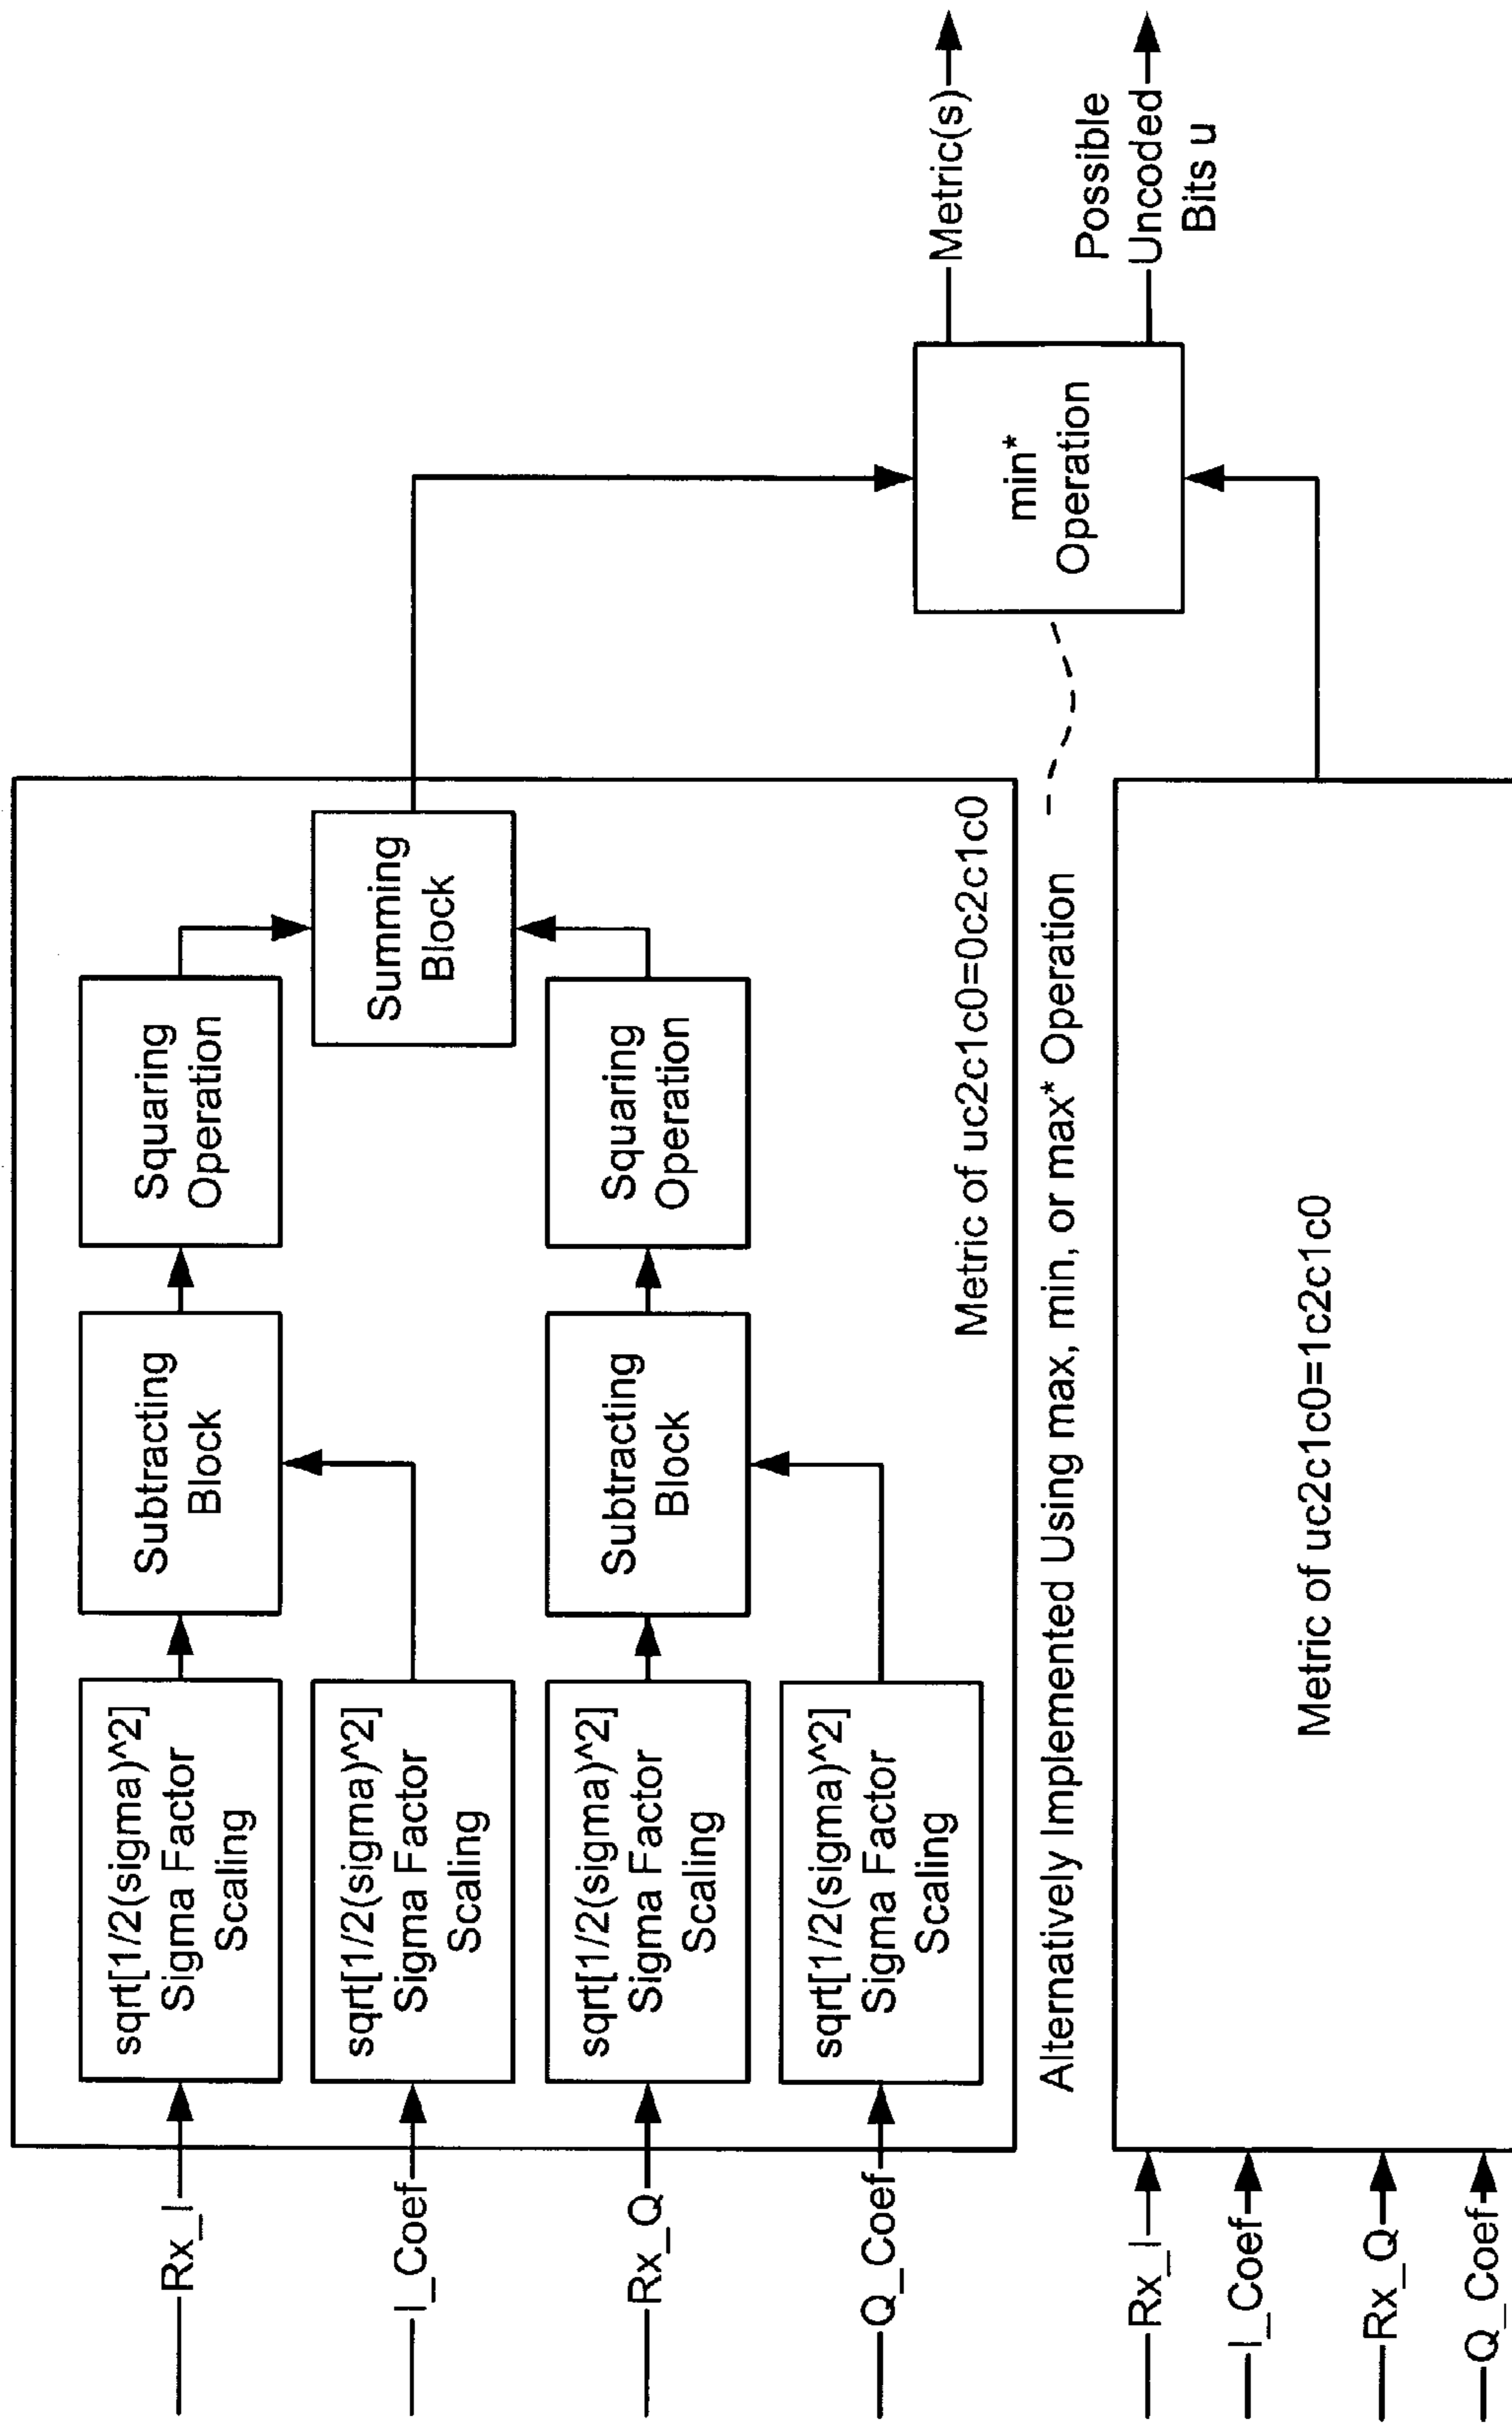 Rx_I
sqrt[1/2(sigma)^2]
Sigma Factor
Scaling
Subtracting
Block
Squaring
Operation
I_Coef
sqrt[1/2(sigma)^2]
Sigma Factor
Scaling
Summing
Block
Rx_Q
sqrt[1/2(sigma)^2]
Sigma Factor
Scaling
Subtracting
Block
Squaring
Operation
Q_Coef
sqrt[1/2(sigma)^2]
Sigma Factor
Scaling
Metric of uc2c1c0=0c2c1c0
Alternatively Implemented Using max, min, or max* Operation
min*
Operation
Metric(s)
Possible
Uncoded
Bits u
Rx_I
I_Coef
Rx_Q
Q_Coef
Metric of uc2c1c0=1c2c1c0